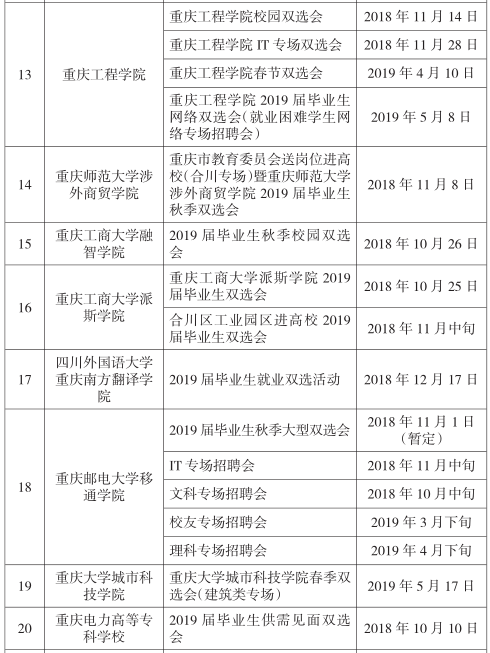 13
重庆工程学院
重庆工程学院校园双选会
2018 年 11 月 14 日
重庆工程学院 IT 专场双选会
2018 年 11 月 28 日
重庆工程学院春节双选会
2019 年 4 月 10 日
重庆工程学院 2019 届毕业生
网络双选会(就业困难学生网
络专场招聘会)
2019 年 5 月 8 日
14
重庆师范大学涉
外商贸学院
重庆市教育委员会送岗位进高
校(合川专场)暨重庆师范大学
涉外商贸学院 2019 届毕业生
秋季双选会
2018 年 11 月 8 日
15
重庆工商大学融
智学院
2019 届毕业生秋季校园双选
会
2018 年 10 月 26 日
16
重庆工商大学派
斯学院
重庆工商大学派斯学院 2019
届毕业生双选会
2018 年 10 月 25 日
合川区工业园区进高校 2019
届毕业生双选会
2018 年 11 月中旬
17
四川外国语大学
重庆南方翻译学
院
2019 届毕业生就业双选活动
2018 年 12 月 17 日
18
重庆邮电大学移
通学院
2019 届毕业生秋季大型双选会
2018 年 11 月 1 日
(暂定)
IT 专场招聘会
2018 年 11 月中旬
文科专场招聘会
2018 年 10 月中旬
校友专场招聘会
2019 年 3 月下旬
理科专场招聘会
2019 年 4 月下旬
19
重庆大学城市科
技学院
重庆大学城市科技学院春季双
选会(建筑类专场)
2019 年 5 月 17 日
20
重庆电力高等专
科学校
2019 届毕业生供需见面双选
会
2018 年 10 月 10 日